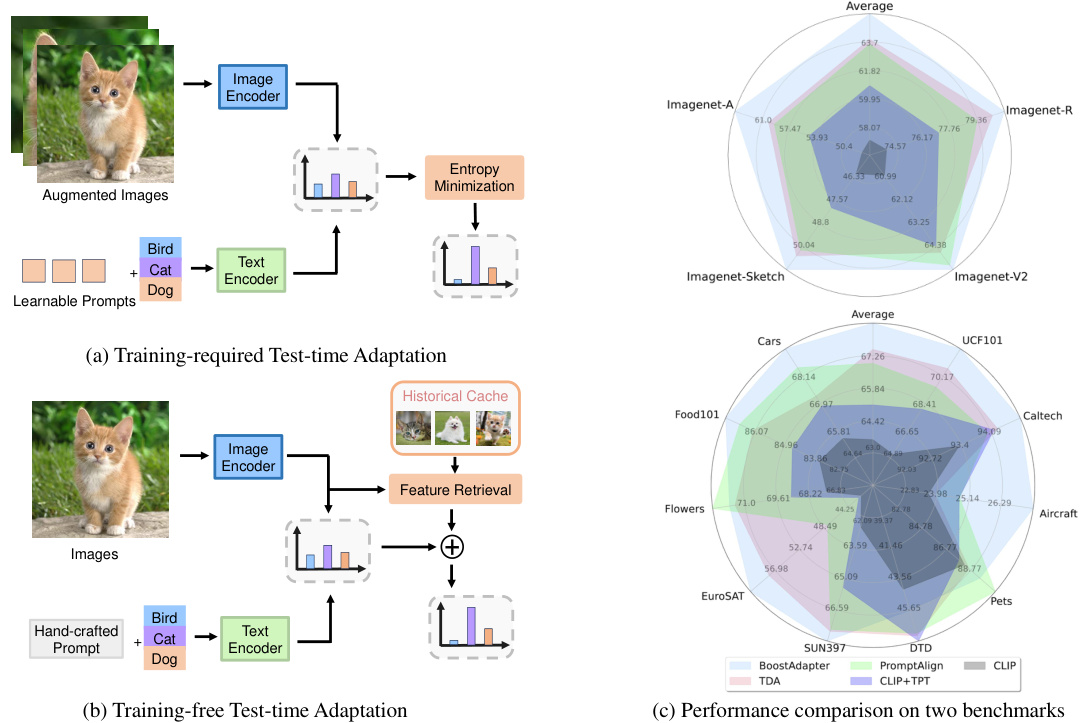 Augmented Images
Image
Encoder
Entropy
Minimization
Learnable Prompts
+
Bird
Cat
Dog
Text
Encoder
(a) Training-required Test-time Adaptation
Historical Cache
Image
Encoder
Feature Retrieval
Images
Hand-crafted
Prompt
+
Bird
Cat
Dog
Text
Encoder
(b) Training-free Test-time Adaptation
Average
63.7
61.82
59.95
58.07
Imagenet-A
61.0
57.47
53.93
50.4
Imagenet-R
79.36
77.76
76.17
74.57
46.33
47.57
48.8
50.04
Imagenet-Sketch
60.99
62.12
63.25
64.38
Imagenet-V2
Average
67.26
65.84
64.42
63.0
UCF101
70.17
68.41
66.65
64.89
Cars
68.14
66.97
65.81
64.64
Caltech
94.09
93.4
92.72
92.03
Food101
86.07
84.96
83.86
82.75
Aircraft
26.29
25.14
23.98
22.83
Flowers
71.0
69.61
68.22
66.83
Pets
88.77
86.77
84.78
82.78
EuroSAT
56.98
52.74
48.49
44.25
SUN397
66.59
65.09
63.59
62.09
DTD
45.65
43.56
41.46
39.37
BoostAdapter
PromptAlign
CLIP
TDA
CLIP+TPT
(c) Performance comparison on two benchmarks